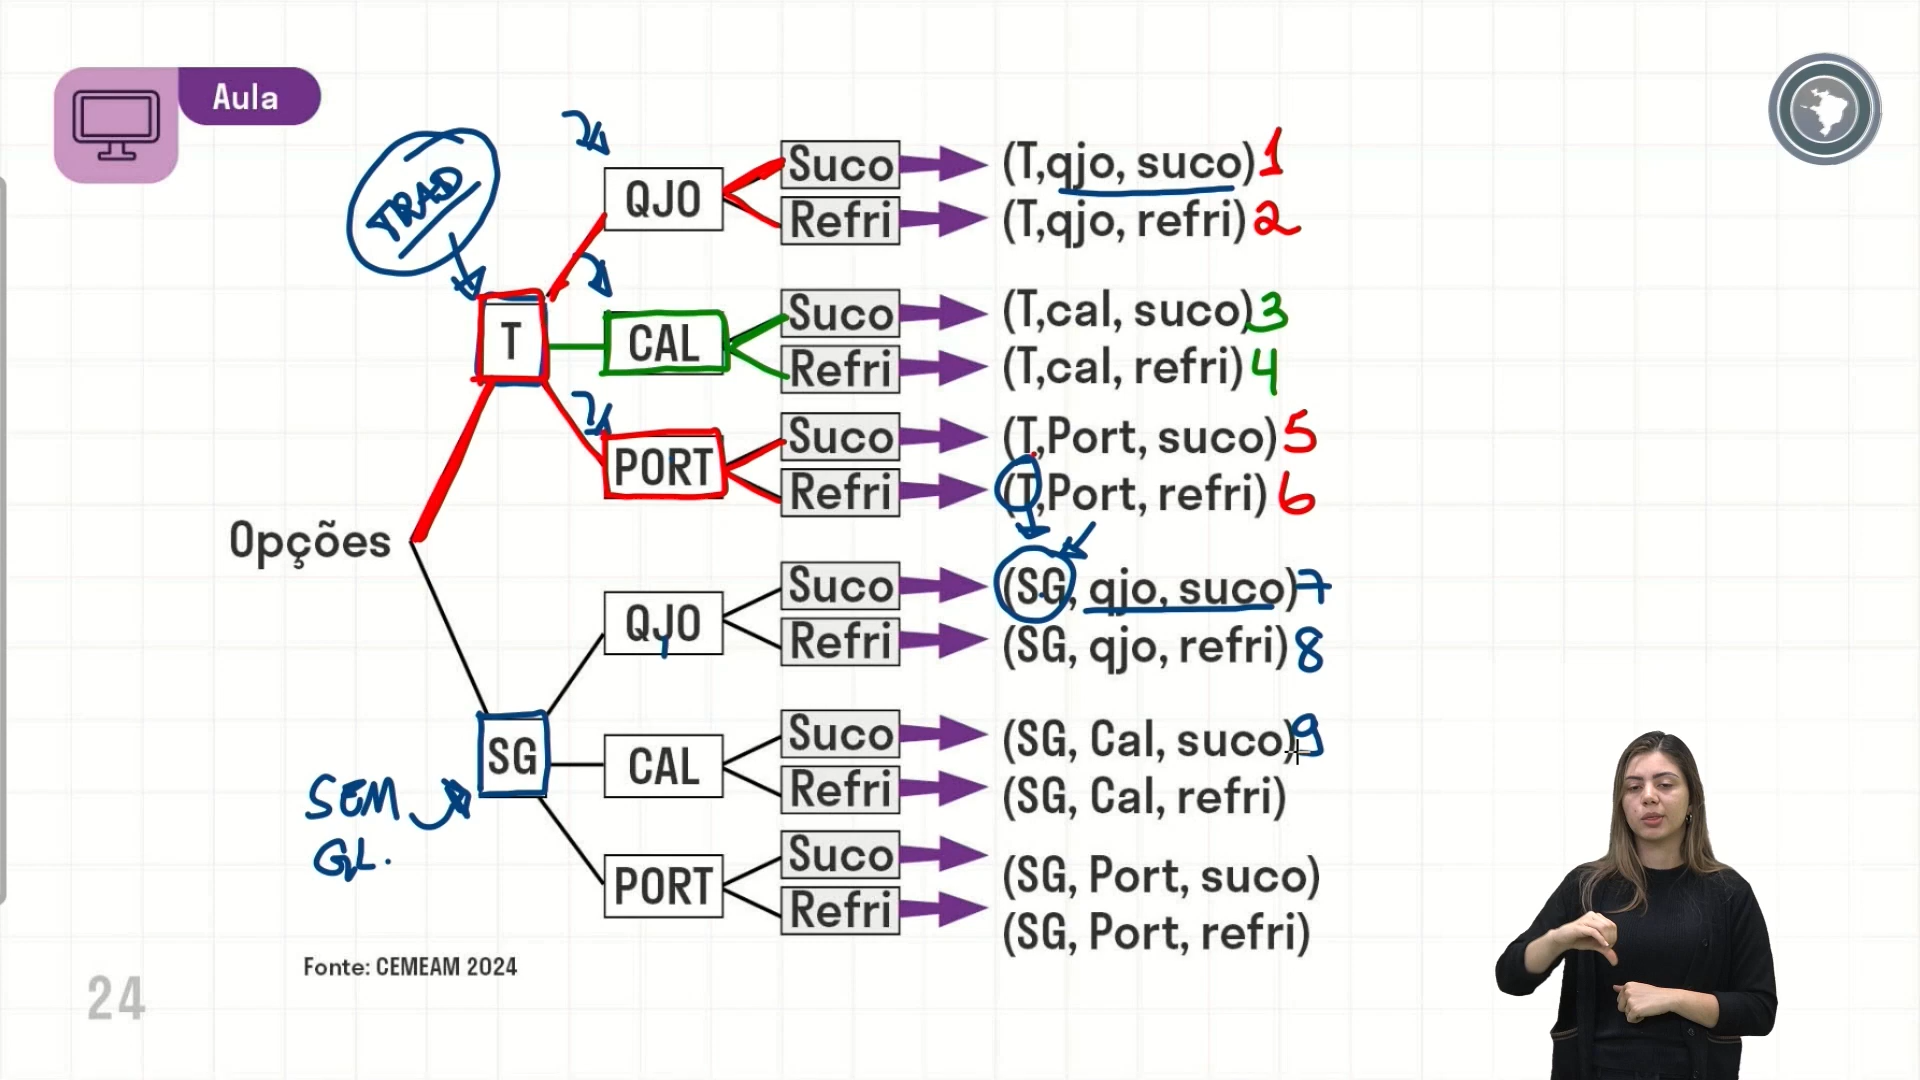 Aula
TRAD
QJO
Suco (T,qjo, suco) 1
Refri (T,qjo, refri) 2
T
CAL
Suco (T,cal, suco) 3
Refri (T,cal, refri) 4
PORT
Suco (T,Port, suco) 5
Refri (T,Port, refri) 6
Opções
QJO
Suco (SG, qjo, suco) 7
Refri (SG, qjo, refri) 8
SG
SEM
GL.
CAL
Suco (SG, Cal, suco) 9
Refri (SG, Cal, refri)
PORT
Suco (SG, Port, suco)
Refri (SG, Port, refri)
Fonte: CEMEAM 2024
24